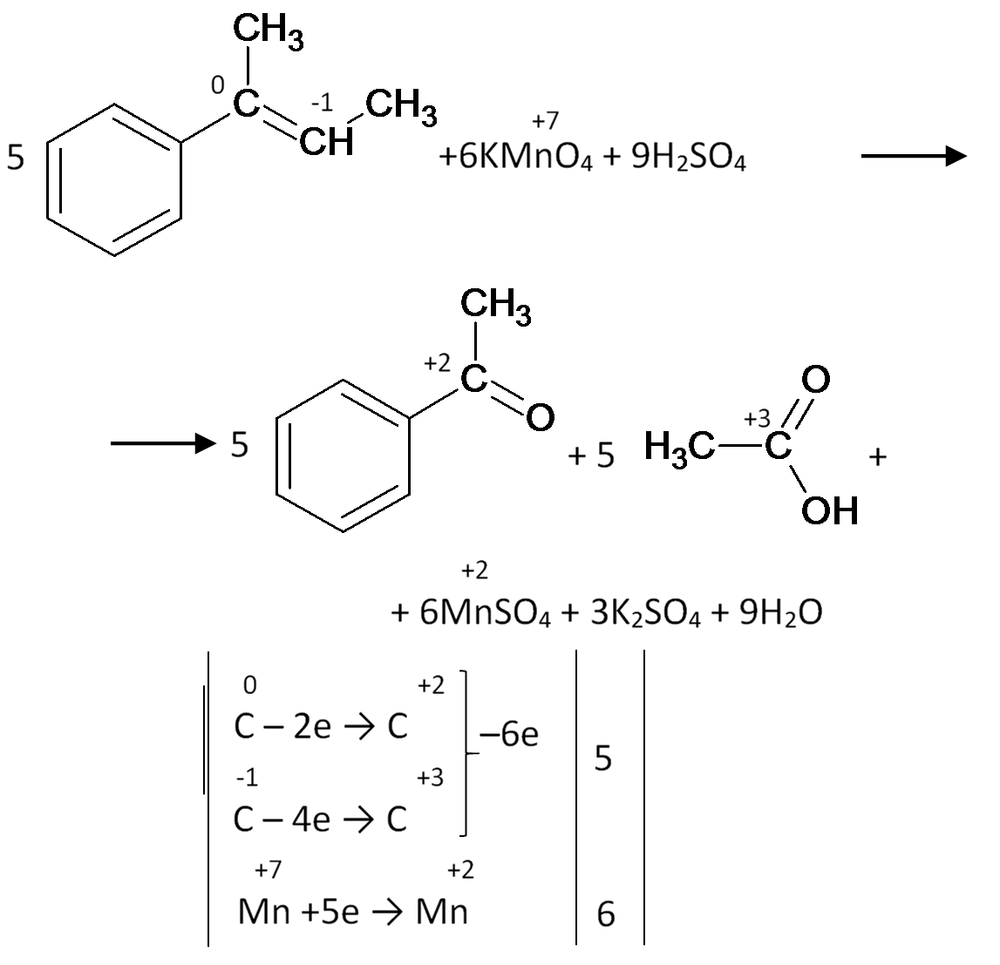 CH₃
0 -1 CH₃
C CH +7
5 +6KMnO₄ + 9H₂SO₄
CH₃
+2 C O
5 + 5 H₃C +3 C O OH +
+2
+ 6MnSO₄ + 3K₂SO₄ + 9H₂O
0 +2
C – 2e → C –6e
5
-1 +3
C – 4e → C
+7 +2
Mn +5e → Mn 6